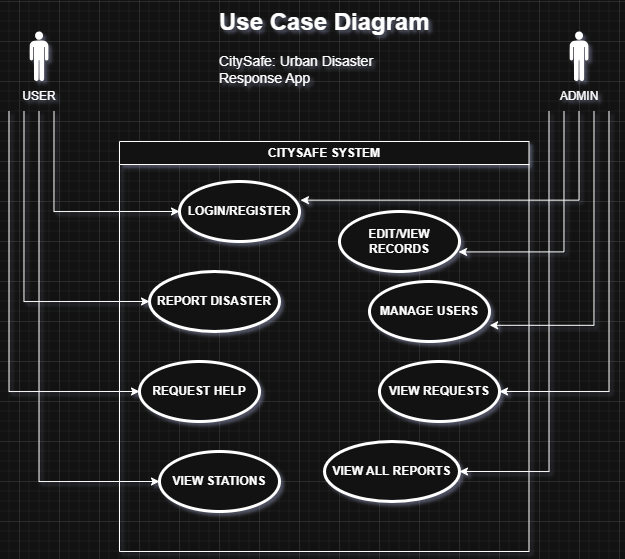 Use Case Diagram
CitySafe: Urban Disaster
Response App
USER
ADMIN
CITYSAFE SYSTEM
LOGIN/REGISTER
EDIT/VIEW
RECORDS
REPORT DISASTER
MANAGE USERS
REQUEST HELP
VIEW REQUESTS
VIEW STATIONS
VIEW ALL REPORTS